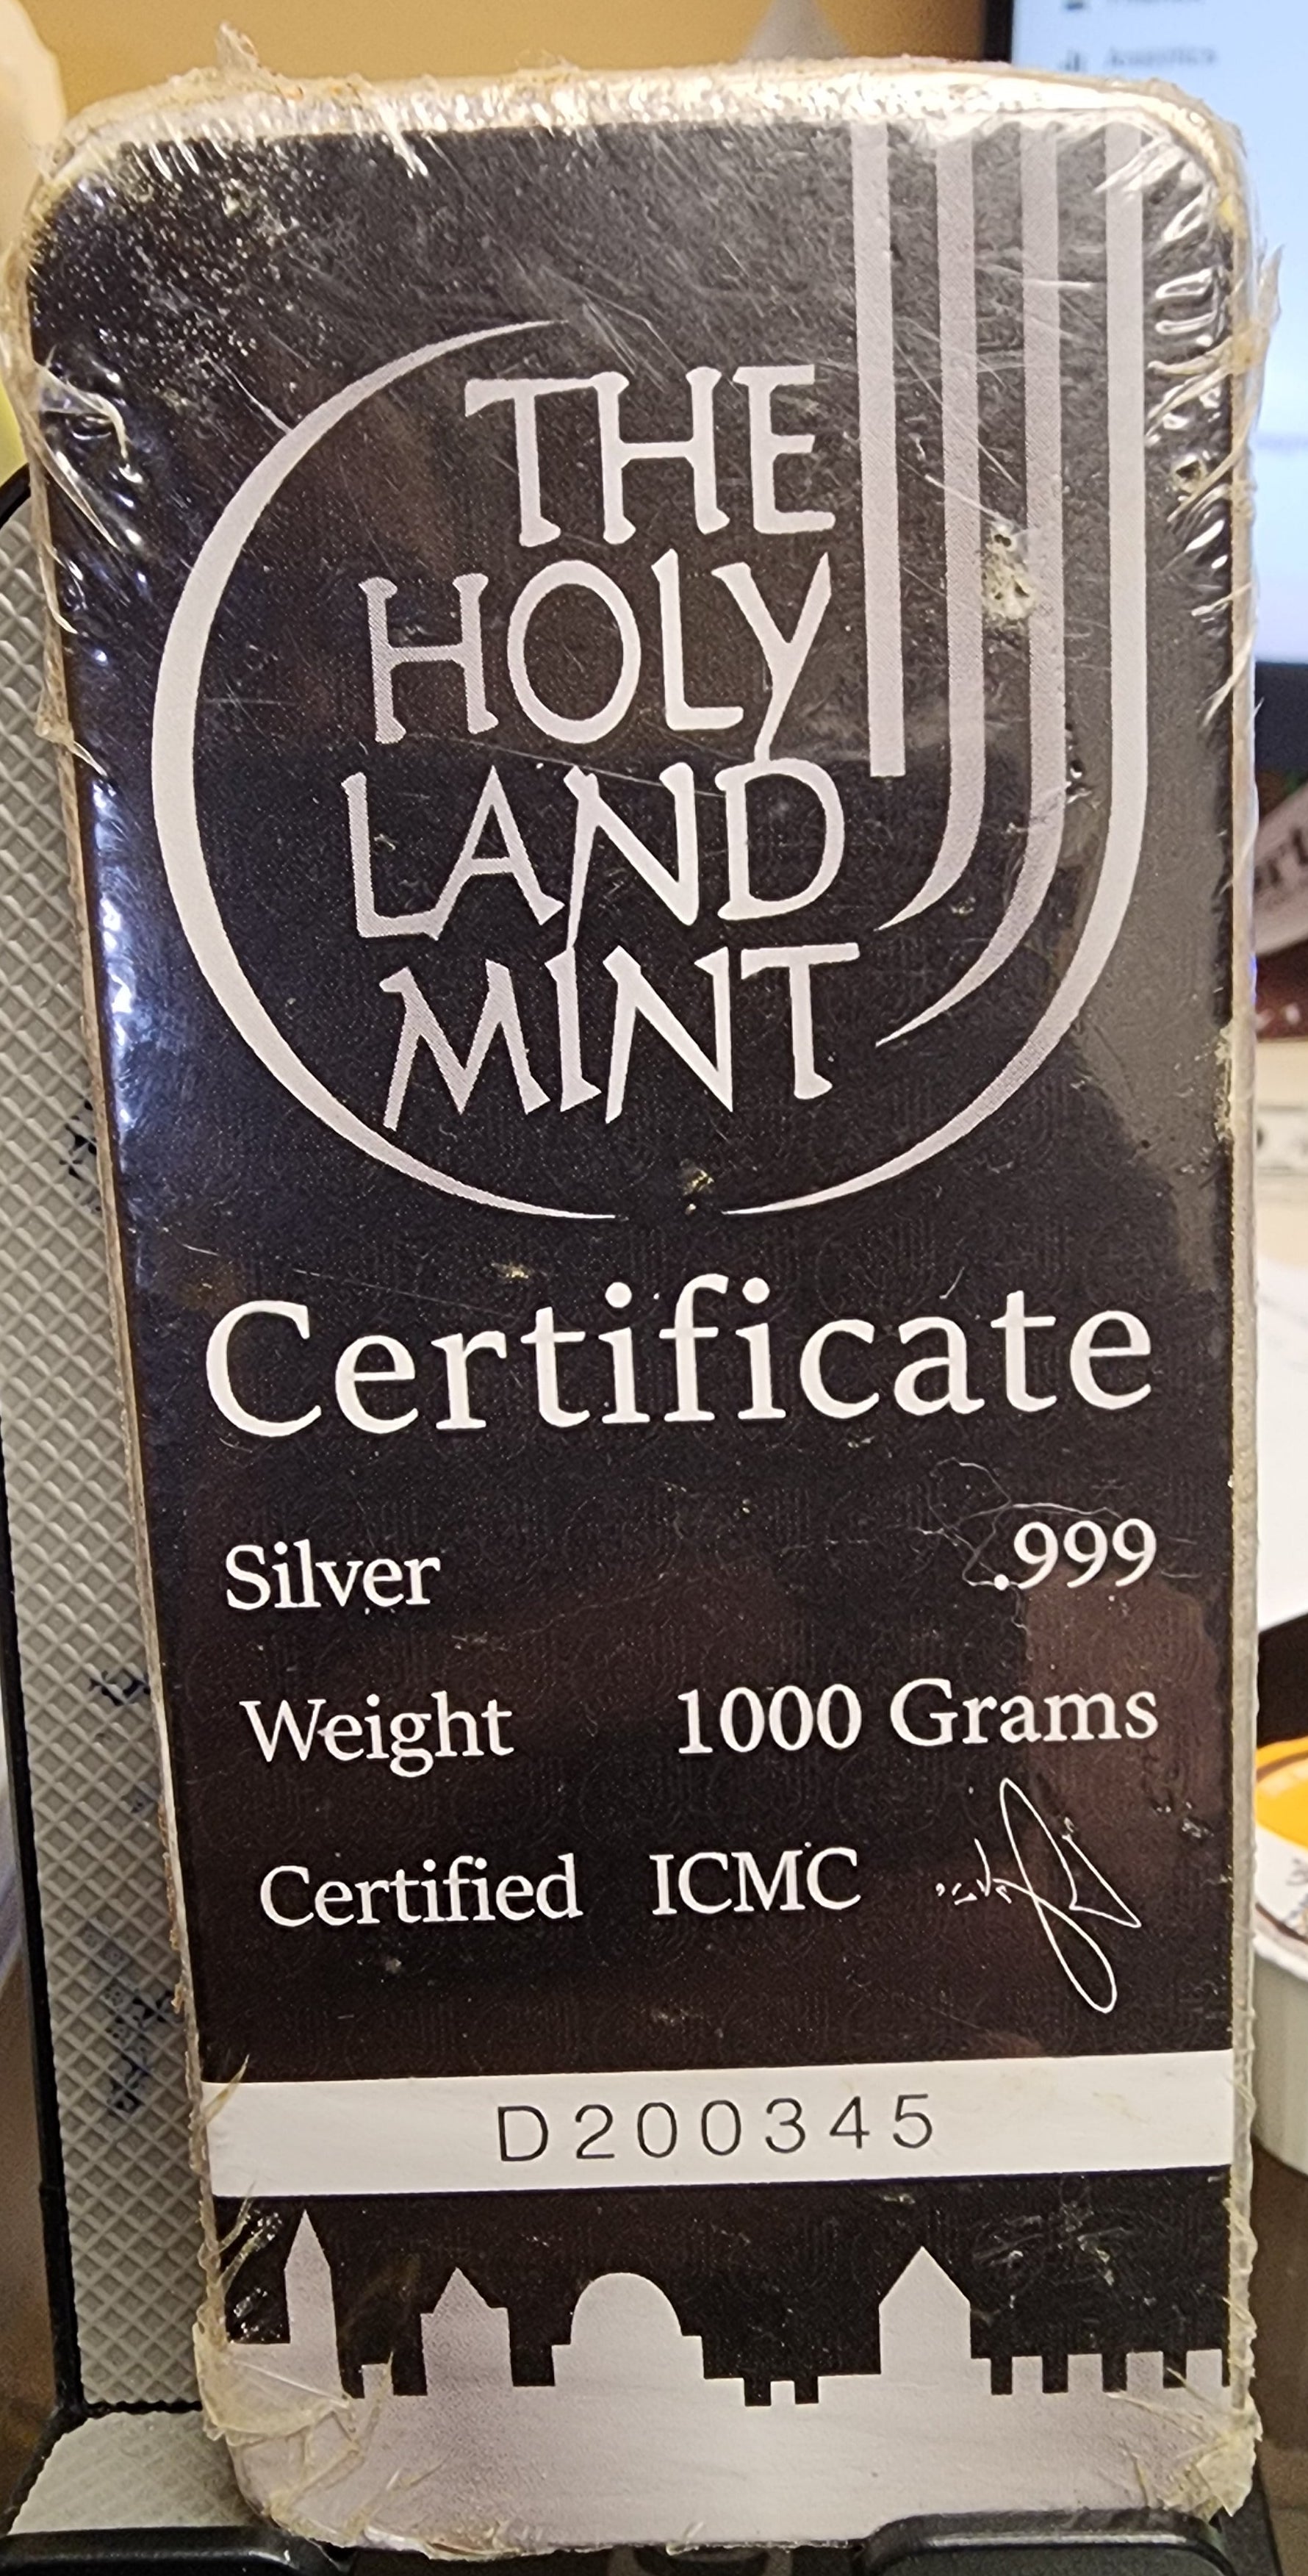 THE
HOLY
LAND
MINT
Certificate
Silver .999
Weight 1000 Grams
Certified ICMC
D200345